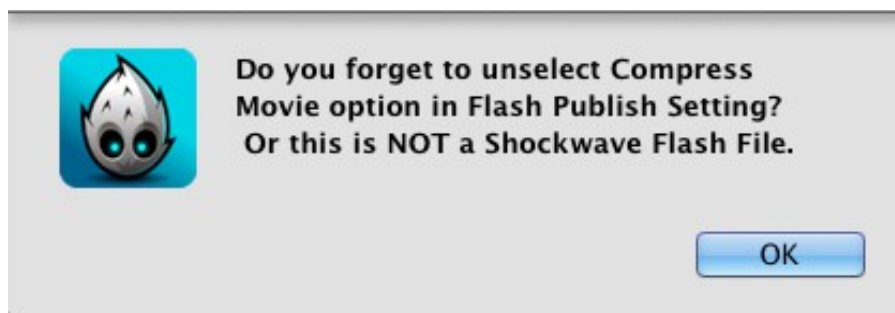 Do you forget to unselect Compress
Movie option in Flash Publish Setting?
Or this is NOT a Shockwave Flash File.
OK